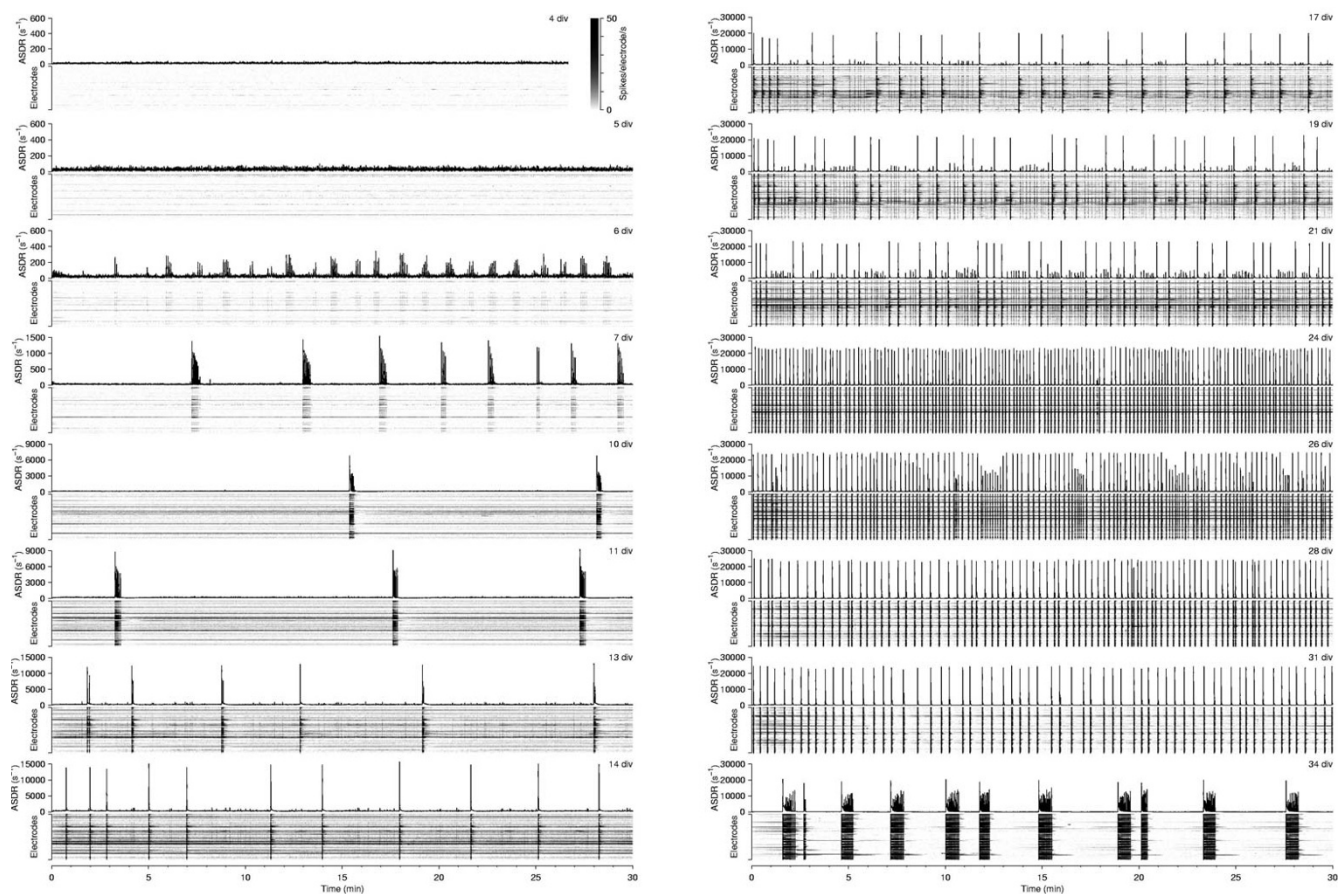 4 div
600
400
200
0
ASDR (s⁻¹)
Electrodes
50
0
Spikes/electrode/s
5 div
600
400
200
0
ASDR (s⁻¹)
Electrodes
6 div
600
400
200
0
ASDR (s⁻¹)
Electrodes
7 div
1500
1000
500
0
ASDR (s⁻¹)
Electrodes
10 div
9000
6000
3000
0
ASDR (s⁻¹)
Electrodes
11 div
9000
6000
3000
0
ASDR (s⁻¹)
Electrodes
13 div
15000
10000
5000
0
ASDR (s⁻¹)
Electrodes
14 div
15000
10000
5000
0
ASDR (s⁻¹)
Electrodes
0 5 10 15 20 25 30
Time (min)
17 div
30000
20000
10000
0
ASDR (s⁻¹)
Electrodes
19 div
30000
20000
10000
0
ASDR (s⁻¹)
Electrodes
21 div
30000
20000
10000
0
ASDR (s⁻¹)
Electrodes
24 div
30000
20000
10000
0
ASDR (s⁻¹)
Electrodes
26 div
30000
20000
10000
0
ASDR (s⁻¹)
Electrodes
28 div
30000
20000
10000
0
ASDR (s⁻¹)
Electrodes
31 div
30000
20000
10000
0
ASDR (s⁻¹)
Electrodes
34 div
30000
20000
10000
0
ASDR (s⁻¹)
Electrodes
0 5 10 15 20 25 30
Time (min)